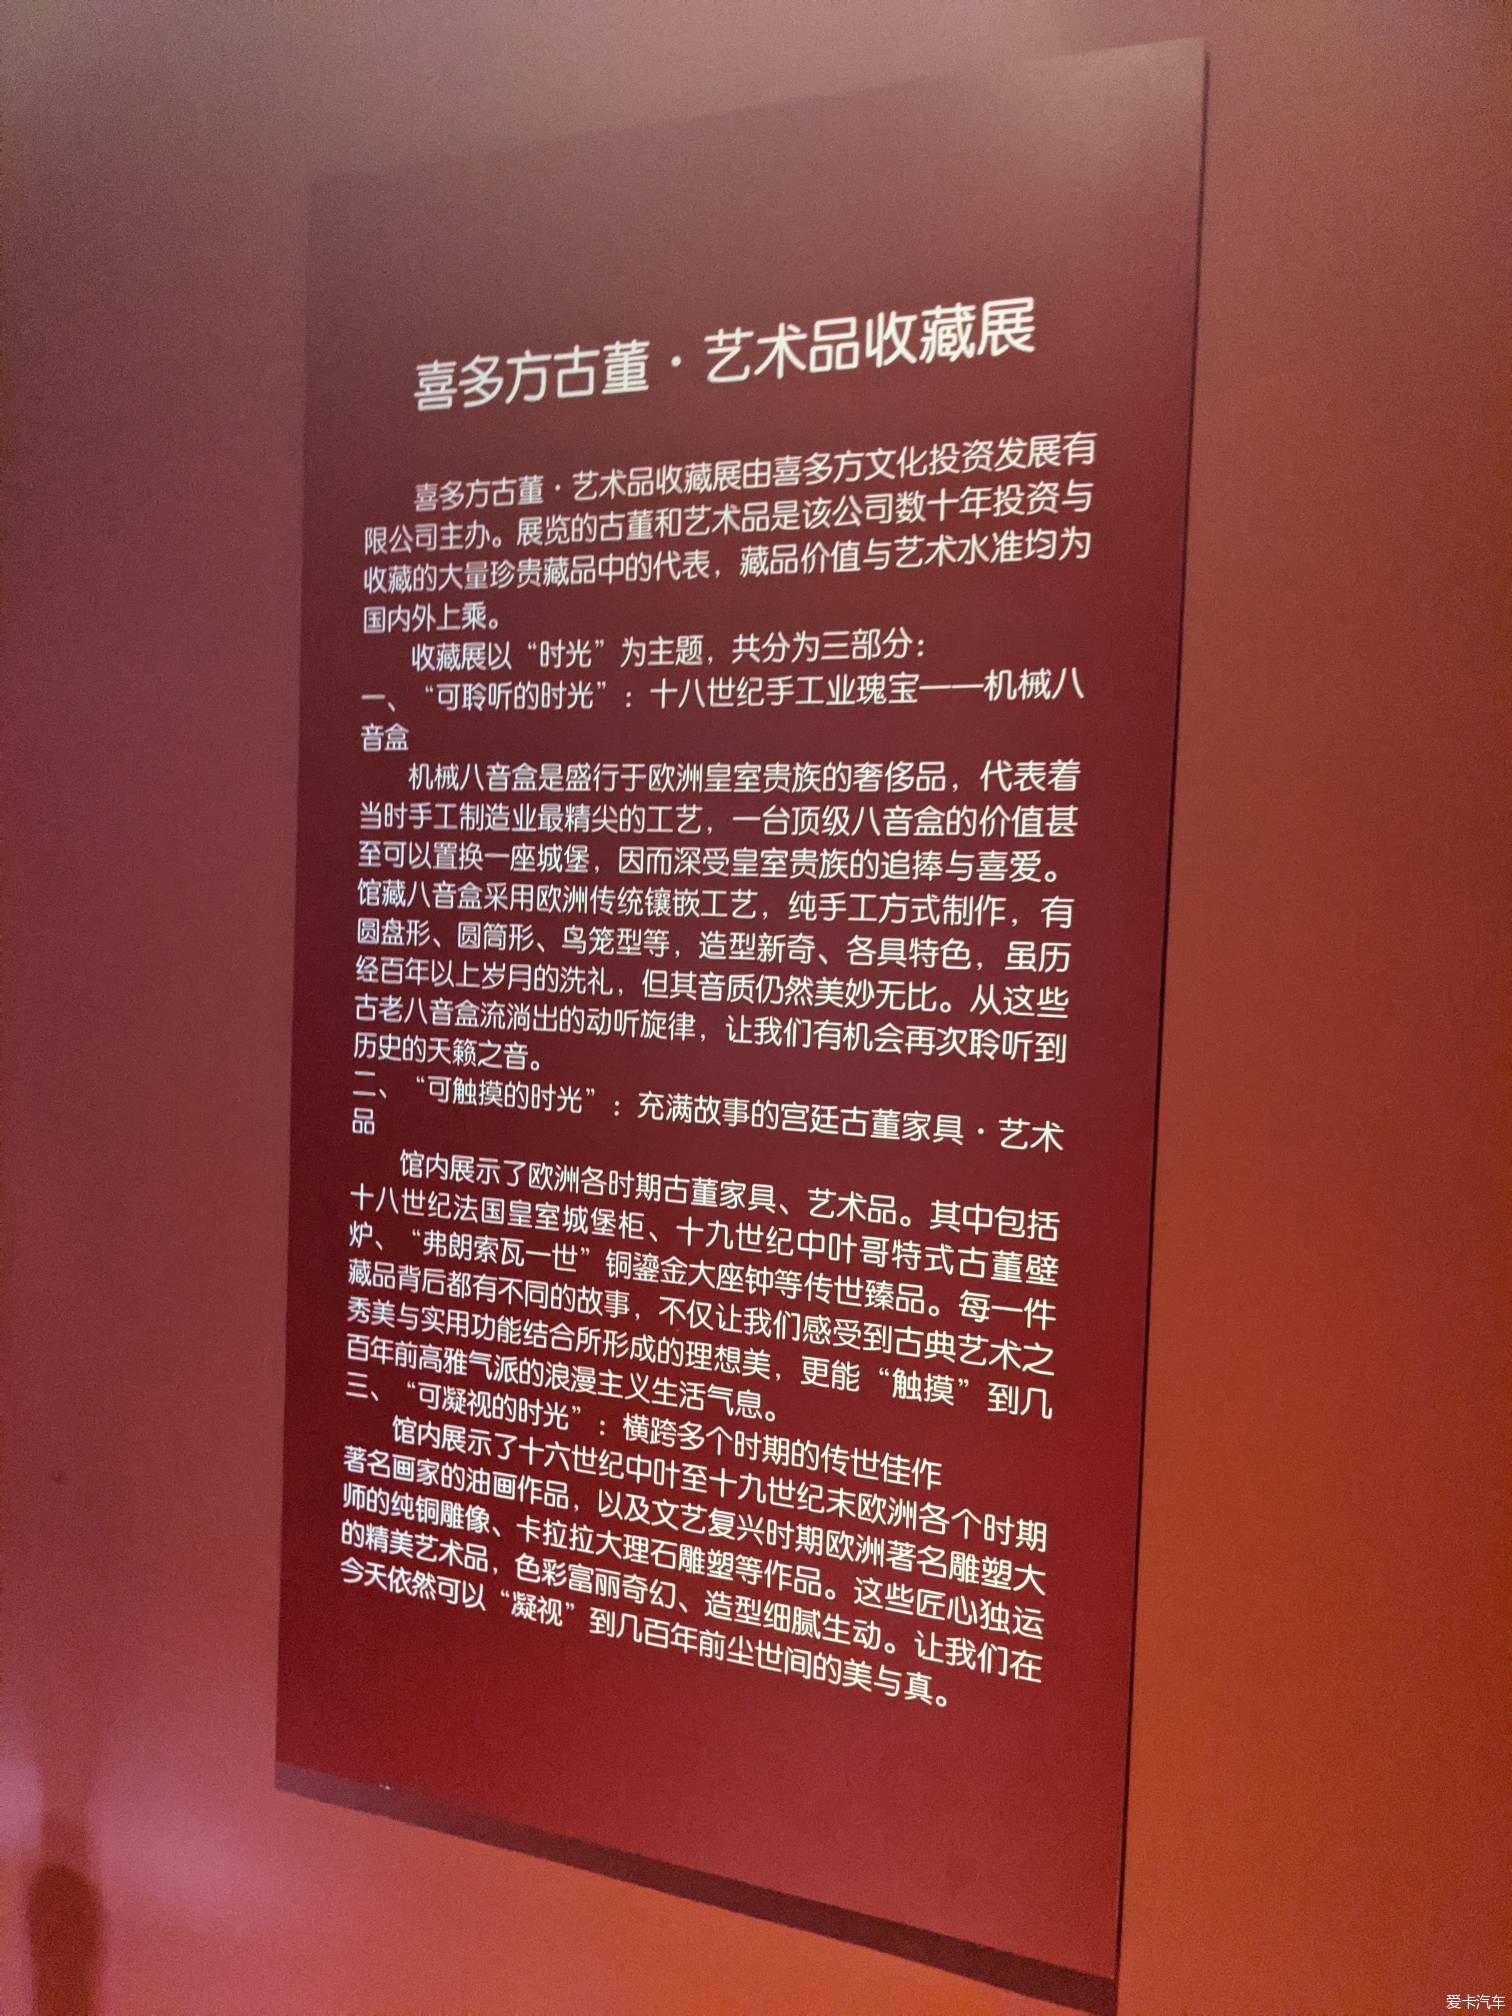 喜多方古董·艺术品收藏展
喜多方古董·艺术品收藏展由喜多方文化投资发展有
限公司主办。展览的古董和艺术品是该公司数十年投资与
收藏的大量珍贵藏品中的代表，藏品价值与艺术水准均为
国内外上乘。
收藏展以“时光”为主题，共分为三部分：
一、“可聆听的时光”：十八世纪手工业瑰宝——机械八
音盒
机械八音盒是盛行于欧洲皇室贵族的奢侈品，代表着
当时手工制造业最精尖的工艺，一台顶级八音盒的价值甚
至可以置换一座城堡，因而深受皇室贵族的追捧与喜爱。
馆藏八音盒采用欧洲传统镶嵌工艺，纯手工方式制作，有
圆盘形、圆筒形、鸟笼型等，造型新奇、各具特色，虽历
经百年以上岁月的洗礼，但其音质仍然美妙无比。从这些
古老八音盒流淌出的动听旋律，让我们有机会再次聆听到
历史的天籁之音。
二、“可触摸的时光”：充满故事的宫廷古董家具·艺术
品
馆内展示了欧洲各时期古董家具、艺术品。其中包括
十八世纪法国皇室城堡柜、十九世纪中叶哥特式古董壁
炉、“弗朗索瓦一世”铜鎏金大座钟等传世臻品。每一件
藏品背后都有不同的故事，不仅让我们感受到古典艺术之
秀美与实用功能结合所形成的理想美，更能“触摸”到几
百年前高雅气派的浪漫主义生活气息。
三、“可凝视的时光”：横跨多个时期的传世佳作
馆内展示了十六世纪中叶至十九世纪末欧洲各个时期
著名画家的油画作品，以及文艺复兴时期欧洲著名雕塑大
师的纯铜雕像、卡拉拉大理石雕塑等作品。这些匠心独运
的精美艺术品，色彩富丽奇幻、造型细腻生动。让我们在
今天依然可以“凝视”到几百年前尘世间的美与真。
爱卡汽车